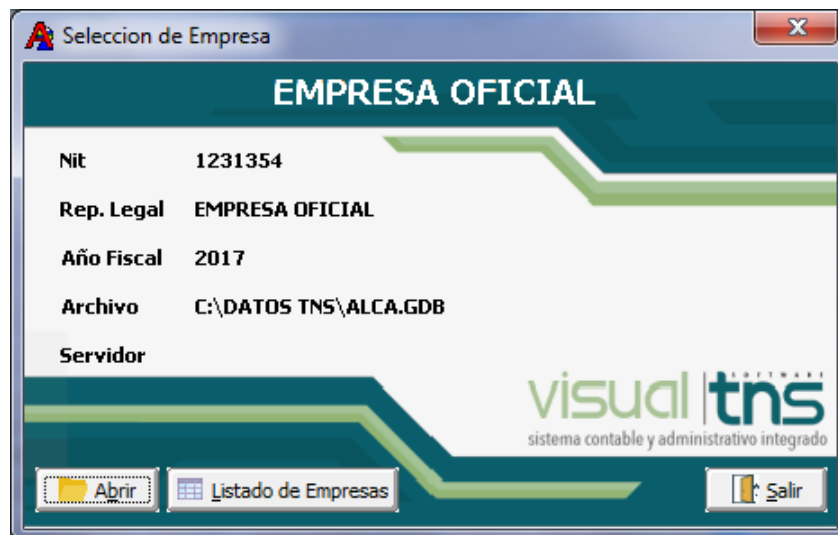 Seleccion de Empresa
EMPRESA OFICIAL
Nit 1231354
Rep. Legal EMPRESA OFICIAL
Año Fiscal 2017
Archivo C:\DATOS TNS\ALCA.GDB
Servidor
SOFTWARE
visual tns
sistema contable y administrativo integrado
Abrir Listado de Empresas Salir